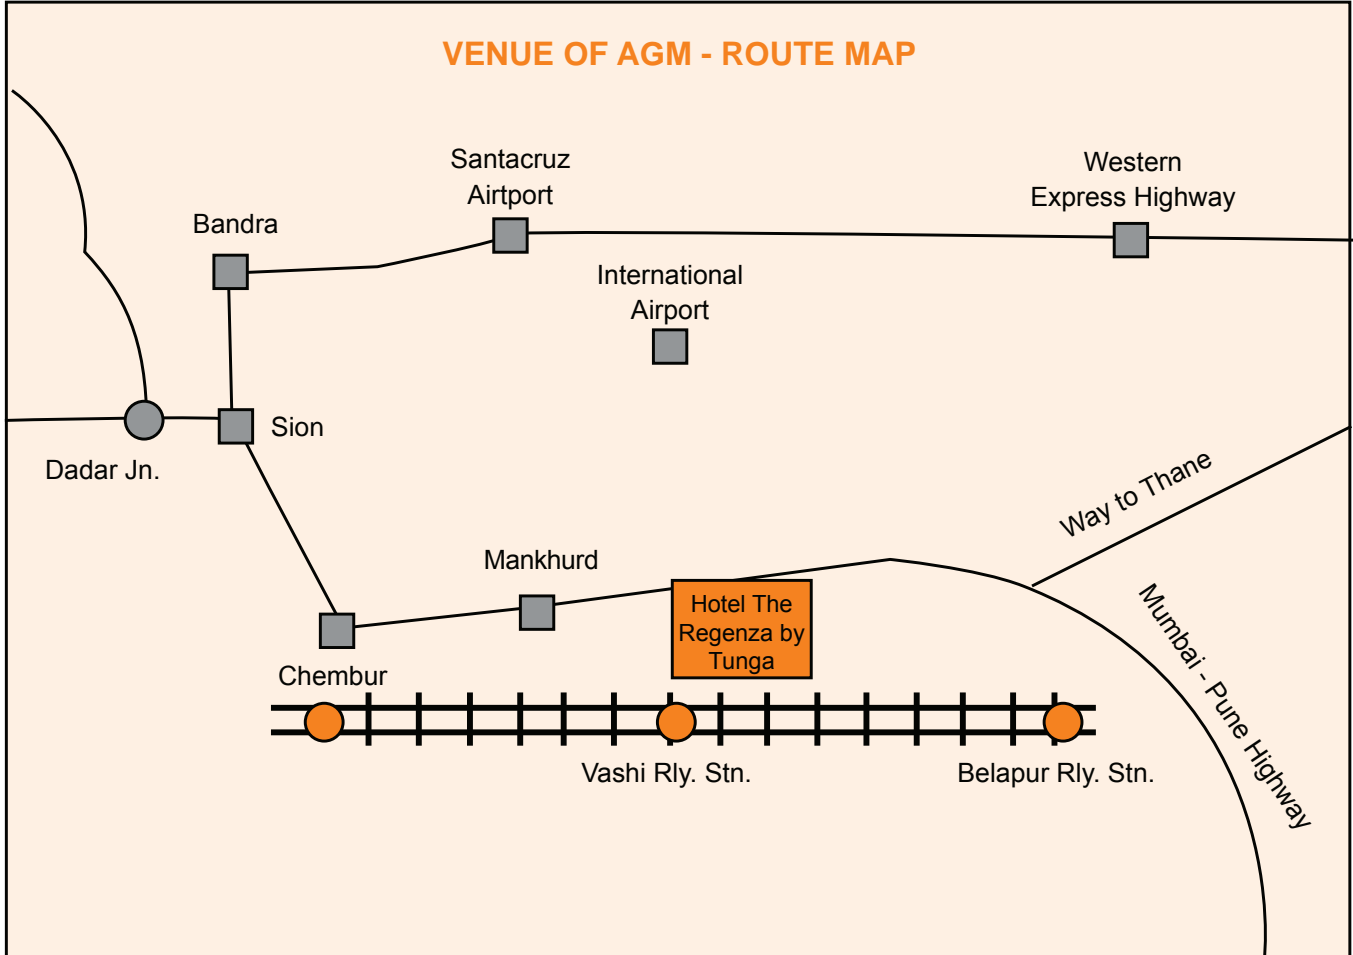 VENUE OF AGM - ROUTE MAP
Santacruz
Airtport
Western
Express Highway
Bandra
International
Airport
Sion
Dadar Jn.
Way to Thane
Mankhurd
Hotel The
Regenza by
Tunga
Mumbai - Pune Highway
Chembur
Vashi Rly. Stn.
Belapur Rly. Stn.